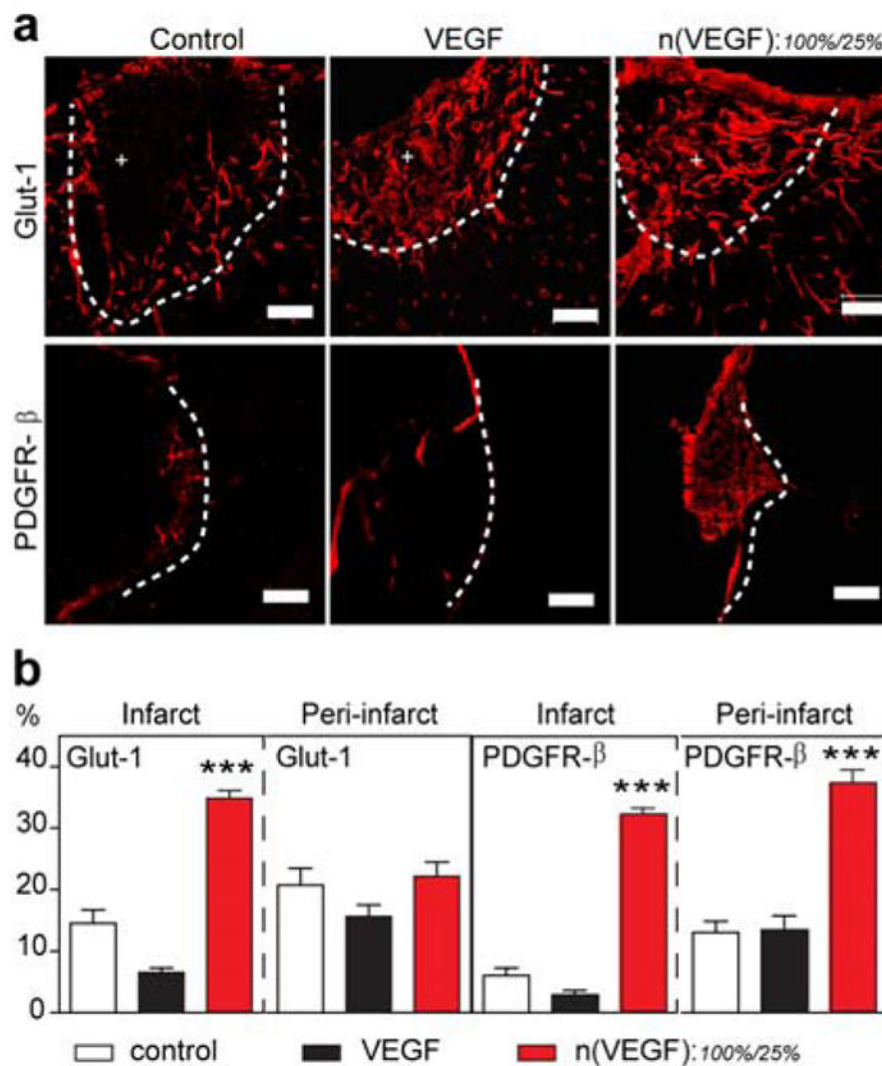 a
Control VEGF n(VEGF):100%/25%
Glut-1
PDGFR- β
b
% Infarct Peri-infarct Infarct Peri-infarct
Glut-1 Glut-1 PDGFR-β PDGFR-β
*** *** ***
40
30
20
10
0
control VEGF n(VEGF):100%/25%